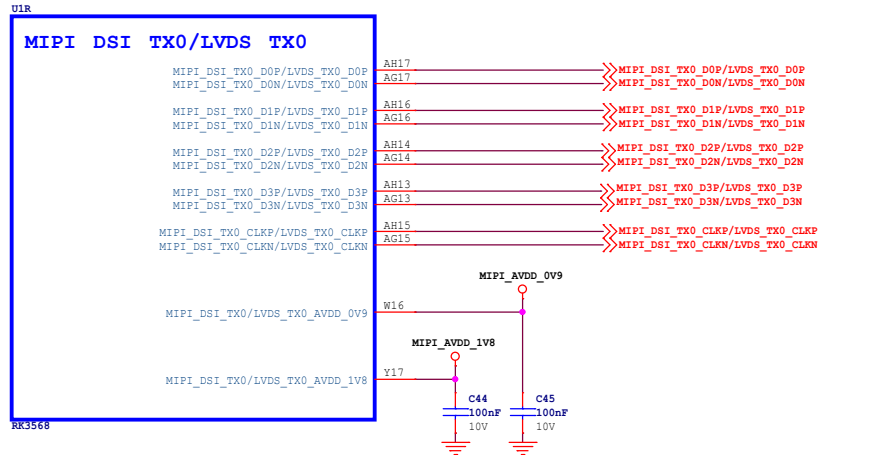 U1R
MIPI DSI TX0/LVDS TX0
MIPI_DSI_TX0_D0P/LVDS_TX0_D0P AH17 MIPI_DSI_TX0_D0P/LVDS_TX0_D0P
MIPI_DSI_TX0_D0N/LVDS_TX0_D0N AG17 MIPI_DSI_TX0_D0N/LVDS_TX0_D0N
MIPI_DSI_TX0_D1P/LVDS_TX0_D1P AH16 MIPI_DSI_TX0_D1P/LVDS_TX0_D1P
MIPI_DSI_TX0_D1N/LVDS_TX0_D1N AG16 MIPI_DSI_TX0_D1N/LVDS_TX0_D1N
MIPI_DSI_TX0_D2P/LVDS_TX0_D2P AH14 MIPI_DSI_TX0_D2P/LVDS_TX0_D2P
MIPI_DSI_TX0_D2N/LVDS_TX0_D2N AG14 MIPI_DSI_TX0_D2N/LVDS_TX0_D2N
MIPI_DSI_TX0_D3P/LVDS_TX0_D3P AH13 MIPI_DSI_TX0_D3P/LVDS_TX0_D3P
MIPI_DSI_TX0_D3N/LVDS_TX0_D3N AG13 MIPI_DSI_TX0_D3N/LVDS_TX0_D3N
MIPI_DSI_TX0_CLKP/LVDS_TX0_CLKP AH15 MIPI_DSI_TX0_CLKP/LVDS_TX0_CLKP
MIPI_DSI_TX0_CLKN/LVDS_TX0_CLKN AG15 MIPI_DSI_TX0_CLKN/LVDS_TX0_CLKN
MIPI_AVDD_0V9
MIPI_DSI_TX0/LVDS_TX0_AVDD_0V9 W16
MIPI_AVDD_1V8
MIPI_DSI_TX0/LVDS_TX0_AVDD_1V8 Y17
C44 C45
100nF 100nF
10V 10V
RK3568